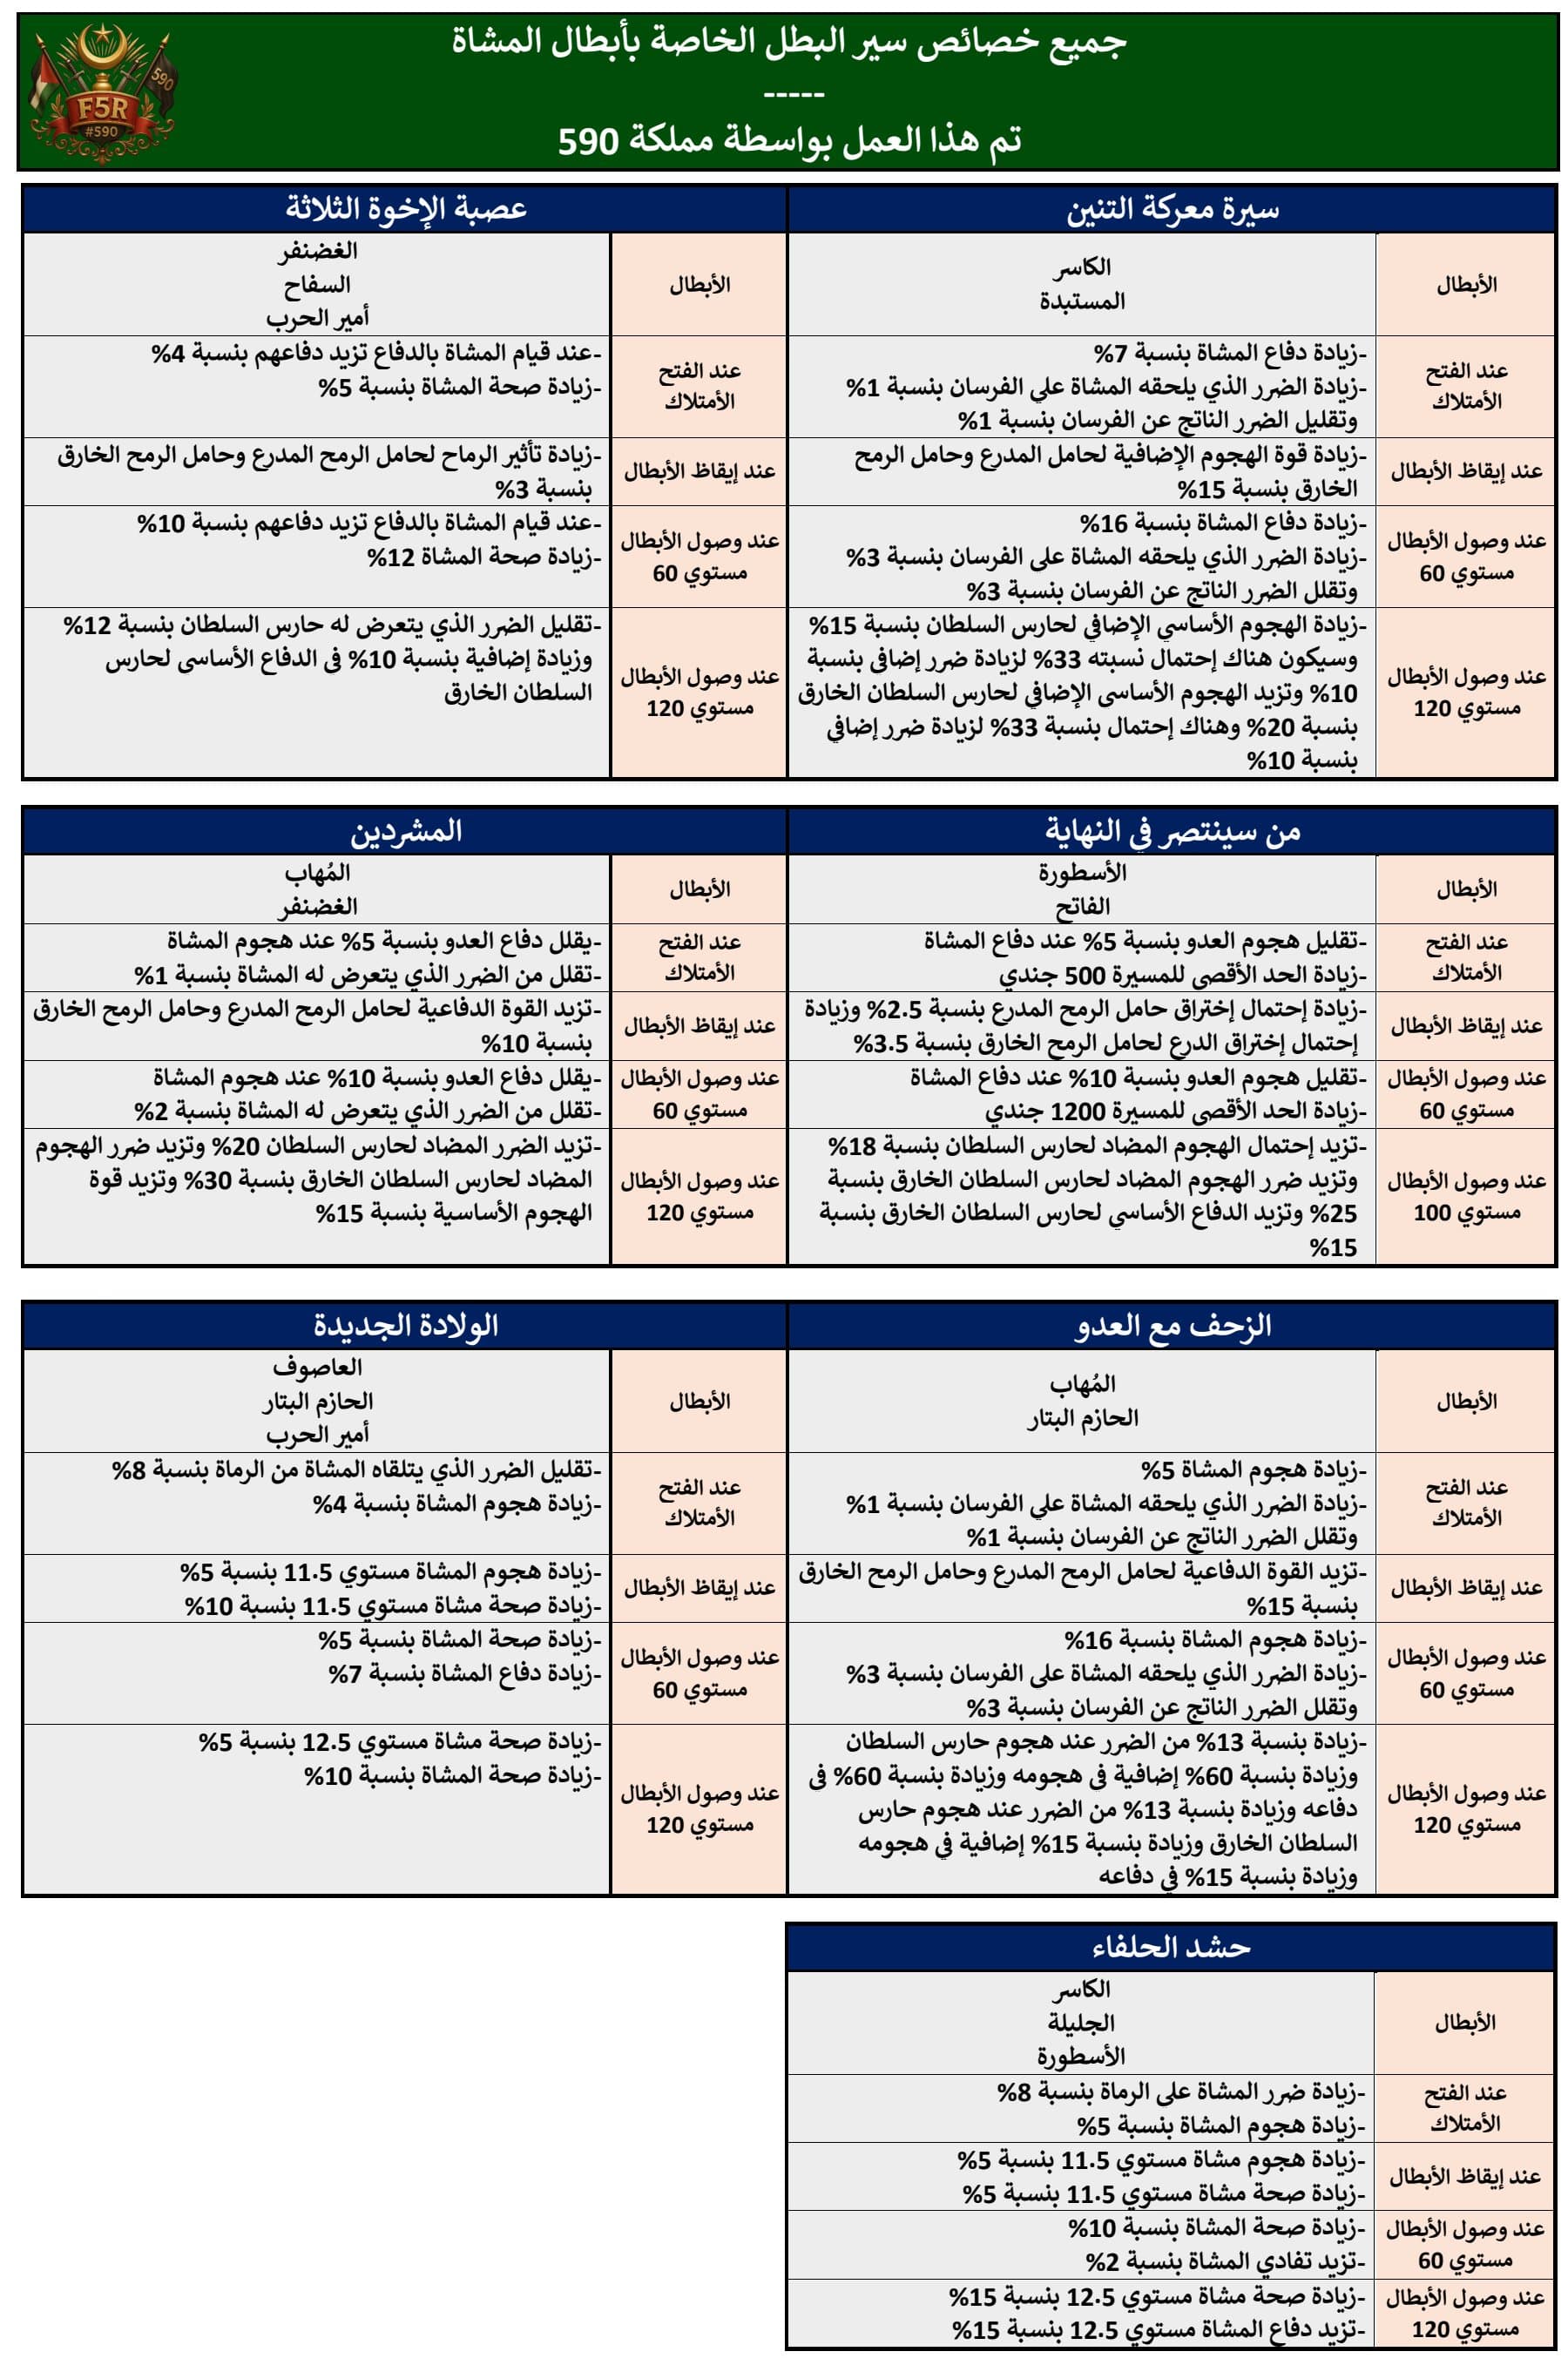 جميع خصائص سير البطل الخاصة بأبطال المشاة
-----
تم هذا العمل بواسطة مملكة 590
590
F5R
#590
سيرة معركة التنين
الأبطال
الكاسر
المستبدة
عند الفتح
الأمتلاك
-زيادة دفاع المشاة بنسبة 7%
-زيادة الضرر الذي يلحقه المشاة علي الفرسان بنسبة 1%
وتقليل الضرر الناتج عن الفرسان بنسبة 1%
عند إيقاظ الأبطال
-زيادة قوة الهجوم الإضافية لحامل المدرع وحامل الرمح
الخارق بنسبة 15%
عند وصول الأبطال
مستوي 60
-زيادة دفاع المشاة بنسبة 16%
-زيادة الضرر الذي يلحقه المشاة على الفرسان بنسبة 3%
وتقلل الضرر الناتج عن الفرسان بنسبة 3%
عند وصول الأبطال
مستوي 120
-زيادة الهجوم الأساسي الإضافي لحارس السلطان بنسبة 15%
وسيكون هناك إحتمال نسبته 33% لزيادة ضرر إضافي بنسبة
10% وتزيد الهجوم الأساسى الإضافي لحارس السلطان الخارق
بنسبة 20% وهناك إحتمال بنسبة 33% لزيادة ضرر إضافي
بنسبة 10%
عصبة الإخوة الثلاثة
الأبطال
الغضنفر
السفاح
أمير الحرب
عند الفتح
الأمتلاك
-عند قيام المشاة بالدفاع تزيد دفاعهم بنسبة 4%
-زيادة صحة المشاة بنسبة 5%
عند إيقاظ الأبطال
-زيادة تأثير الرماح لحامل الرمح المدرع وحامل الرمح الخارق
بنسبة 3%
عند وصول الأبطال
مستوي 60
-عند قيام المشاة بالدفاع تزيد دفاعهم بنسبة 10%
-زيادة صحة المشاة 12%
عند وصول الأبطال
مستوي 120
-تقليل الضرر الذي يتعرض له حارس السلطان بنسبة 12%
وزيادة إضافية بنسبة 10% في الدفاع الأساسى لحارس
السلطان الخارق
من سينتصر في النهاية
الأبطال
الأسطورة
الفاتح
عند الفتح
الأمتلاك
-تقليل هجوم العدو بنسبة 5% عند دفاع المشاة
-زيادة الحد الأقصى للمسيرة 500 جندي
عند إيقاظ الأبطال
-زيادة إحتمال إختراق حامل الرمح المدرع بنسبة 2.5% وزيادة
إحتمال إختراق الدرع لحامل الرمح الخارق بنسبة 3.5%
عند وصول الأبطال
مستوي 60
-تقليل هجوم العدو بنسبة 10% عند دفاع المشاة
-زيادة الحد الأقصى للمسيرة 1200 جندي
عند وصول الأبطال
مستوي 100
-تزيد إحتمال الهجوم المضاد لحارس السلطان بنسبة 18%
وتزيد ضرر الهجوم المضاد لحارس السلطان الخارق بنسبة
25% وتزيد الدفاع الأساسي لحارس السلطان الخارق بنسبة
15%
المشردين
الأبطال
المُهاب
الغضنفر
عند الفتح
الأمتلاك
-يقلل دفاع العدو بنسبة 5% عند هجوم المشاة
-تقلل من الضرر الذي يتعرض له المشاة بنسبة 1%
عند إيقاظ الأبطال
-تزيد القوة الدفاعية لحامل الرمح المدرع وحامل الرمح الخارق
بنسبة 10%
عند وصول الأبطال
مستوي 60
-يقلل دفاع العدو بنسبة 10% عند هجوم المشاة
-تقلل من الضرر الذي يتعرض له المشاة بنسبة 2%
عند وصول الأبطال
مستوي 120
-تزيد الضرر المضاد لحارس السلطان 20% وتزيد ضرر الهجوم
المضاد لحارس السلطان الخارق بنسبة 30% وتزيد قوة
الهجوم الأساسية بنسبة 15%
الزحف مع العدو
الأبطال
المُهاب
الحازم البتار
عند الفتح
الأمتلاك
-زيادة هجوم المشاة 5%
-زيادة الضرر الذي يلحقه المشاة علي الفرسان بنسبة 1%
وتقلل الضرر الناتج عن الفرسان بنسبة 1%
عند إيقاظ الأبطال
-تزيد القوة الدفاعية لحامل الرمح المدرع وحامل الرمح الخارق
بنسبة 15%
عند وصول الأبطال
مستوي 60
-زيادة هجوم المشاة بنسبة 16%
-زيادة الضرر الذي يلحقه المشاة على الفرسان بنسبة 3%
وتقلل الضرر الناتج عن الفرسان بنسبة 3%
عند وصول الأبطال
مستوي 120
-زيادة بنسبة 13% من الضرر عند هجوم حارس السلطان
وزيادة بنسبة 60% إضافية في هجومه وزيادة بنسبة 60% في
دفاعه وزيادة بنسبة 13% من الضرر عند هجوم حارس
السلطان الخارق وزيادة بنسبة 15% إضافية في هجومه
وزيادة بنسبة 15% في دفاعه
الولادة الجديدة
الأبطال
العاصوف
الحازم البتار
أمير الحرب
عند الفتح
الأمتلاك
-تقليل الضرر الذي يتلقاه المشاة من الرماة بنسبة 8%
-زيادة هجوم المشاة بنسبة 4%
عند إيقاظ الأبطال
-زيادة هجوم المشاة مستوي 11.5 بنسبة 5%
-زيادة صحة مشاة مستوي 11.5 بنسبة 10%
عند وصول الأبطال
مستوي 60
-زيادة صحة المشاة بنسبة 5%
-زيادة دفاع المشاة بنسبة 7%
عند وصول الأبطال
مستوي 120
-زيادة صحة مشاة مستوي 12.5 بنسبة 5%
-زيادة صحة المشاة بنسبة 10%
حشد الحلفاء
الأبطال
الكاسر
الجليلة
الأسطورة
عند الفتح
الأمتلاك
-زيادة ضرر المشاة على الرماة بنسبة 8%
-زيادة هجوم المشاة بنسبة 5%
عند إيقاظ الأبطال
-زيادة هجوم مشاة مستوي 11.5 بنسبة 5%
-زيادة صحة مشاة مستوي 11.5 بنسبة 5%
عند وصول الأبطال
مستوي 60
-زيادة صحة المشاة بنسبة 10%
-تزيد تفادي المشاة بنسبة 2%
عند وصول الأبطال
مستوي 120
-زيادة صحة مشاة مستوي 12.5 بنسبة 15%
-تزيد دفاع المشاة مستوي 12.5 بنسبة 15%